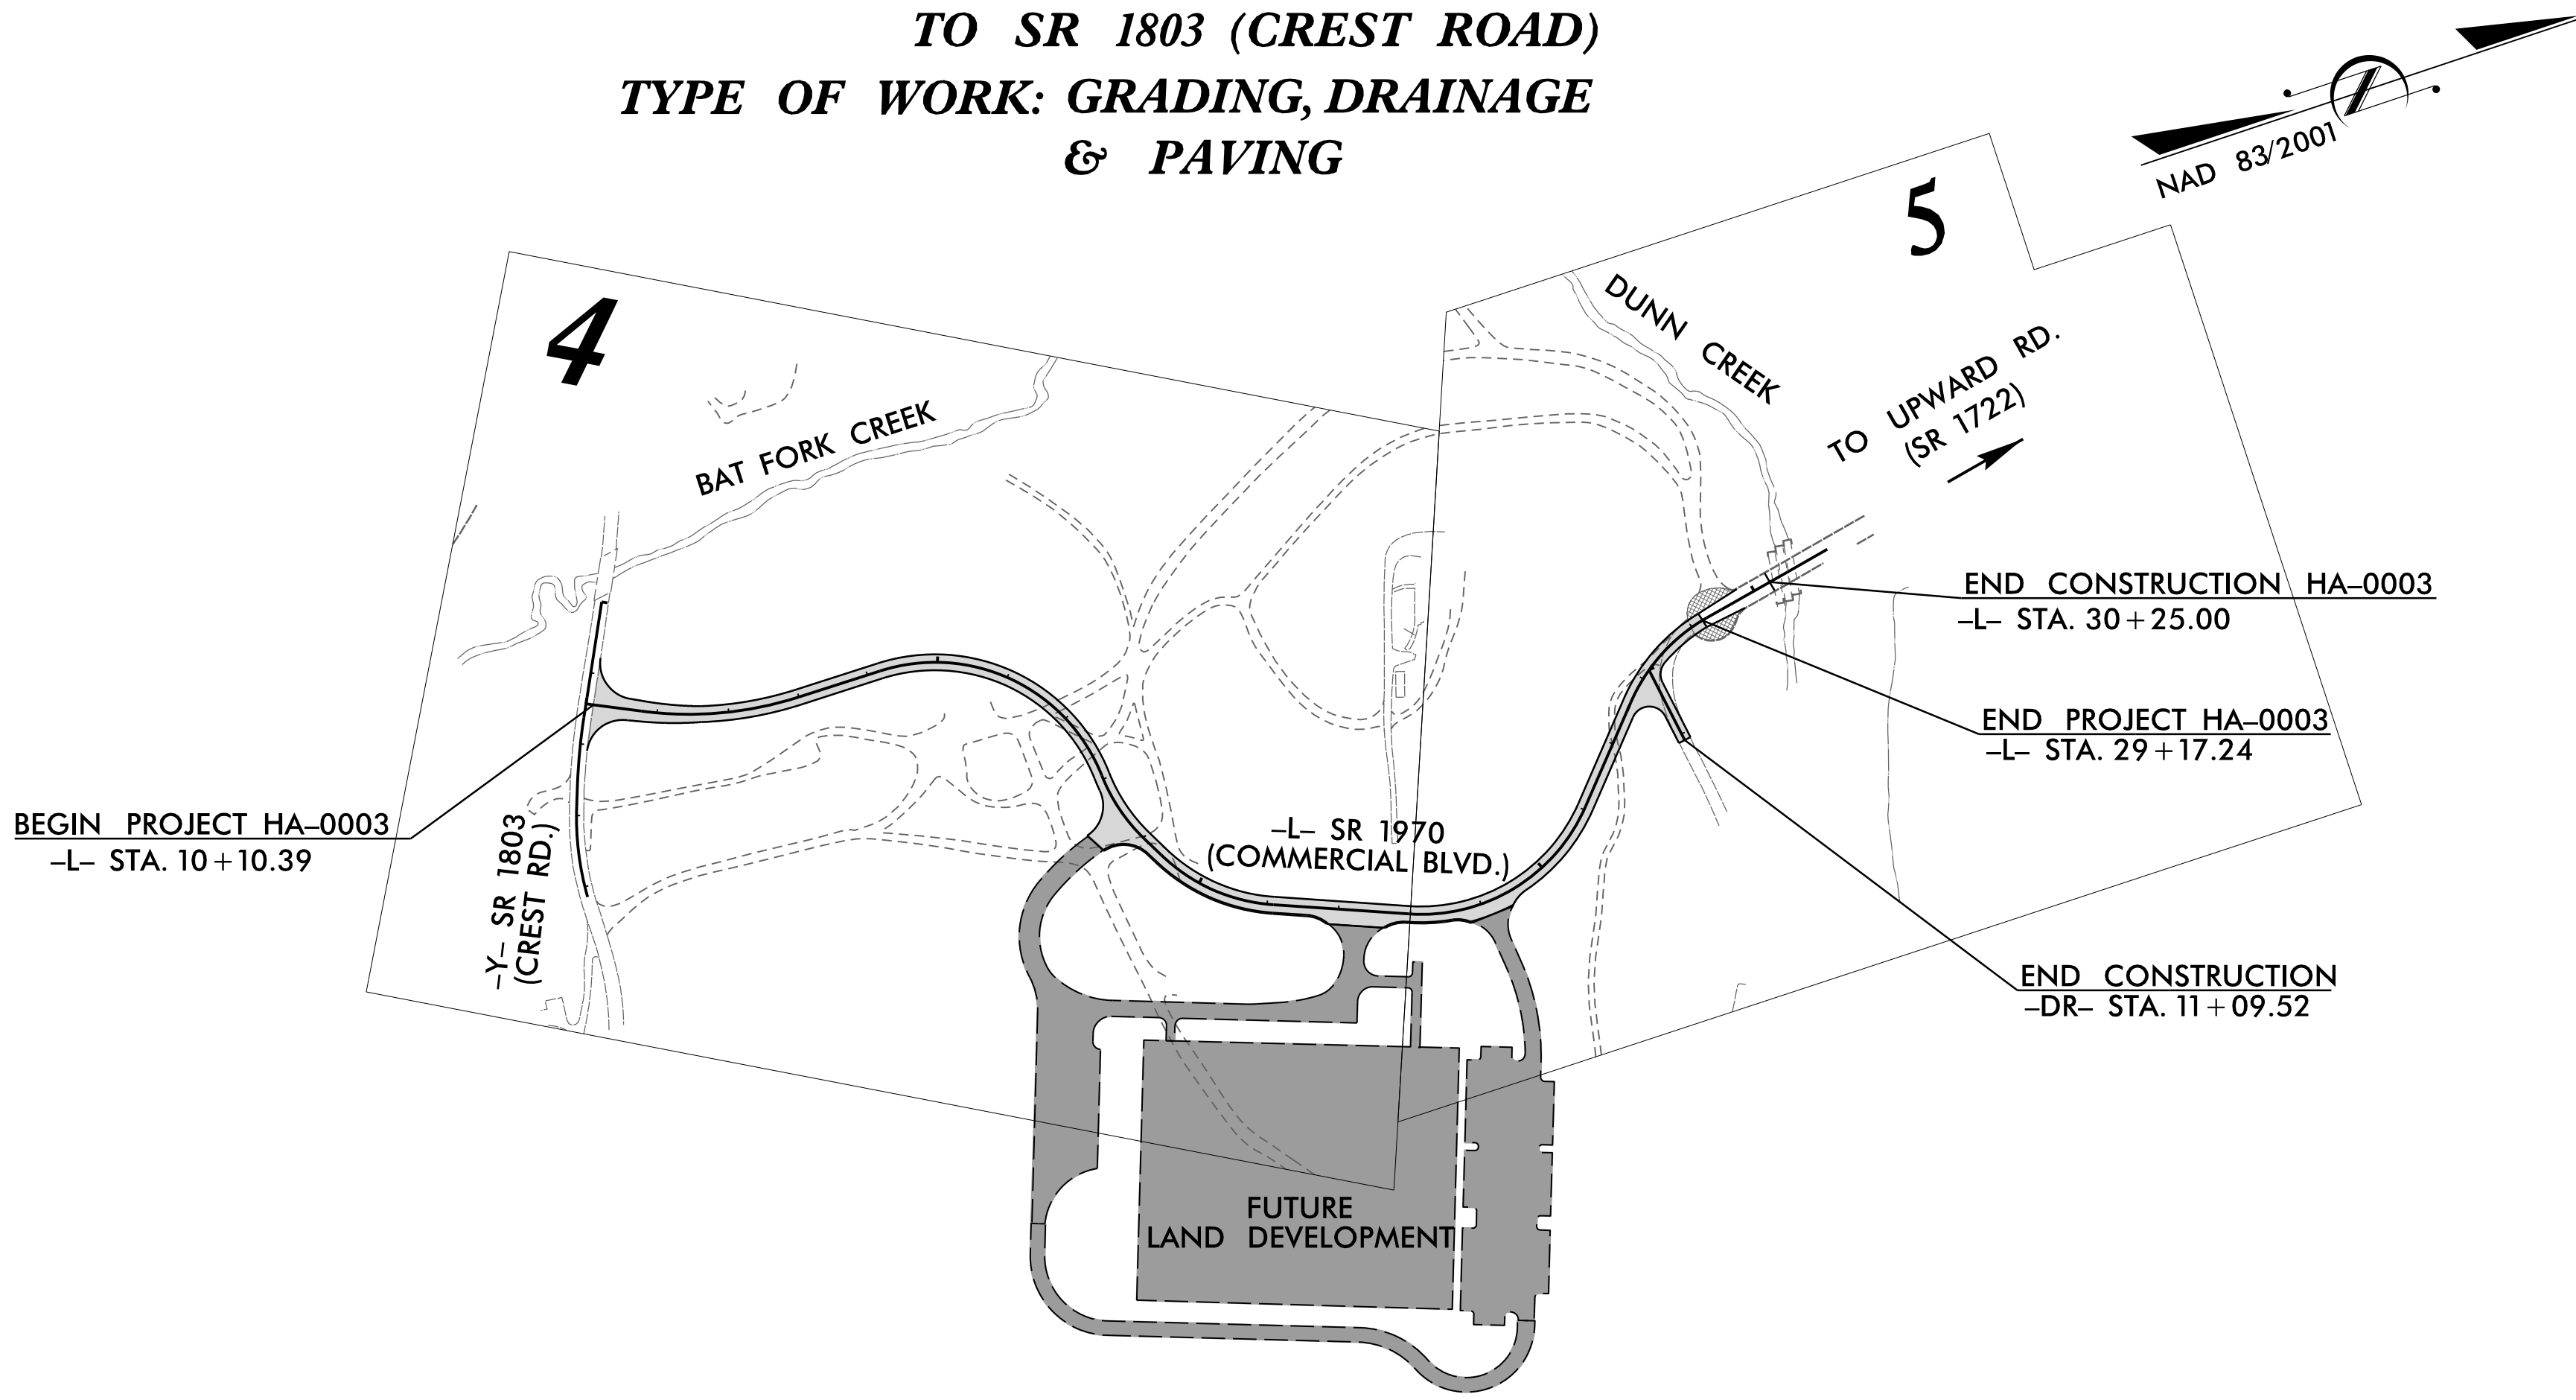 TO SR 1803 (CREST ROAD)
TYPE OF WORK: GRADING, DRAINAGE
& PAVING
NAD 83/2001
5
4
DUNN CREEK
TO UPWARD RD.
(SR 1722)
BAT FORK CREEK
END CONSTRUCTION HA-0003
-L- STA. 30+25.00
END PROJECT HA-0003
-L- STA. 29+17.24
BEGIN PROJECT HA-0003
-L- STA. 10+10.39
-Y- SR 1803
(CREST RD.)
-L- SR 1970
(COMMERCIAL BLVD.)
END CONSTRUCTION
-DR- STA. 11+09.52
FUTURE
LAND DEVELOPMENT